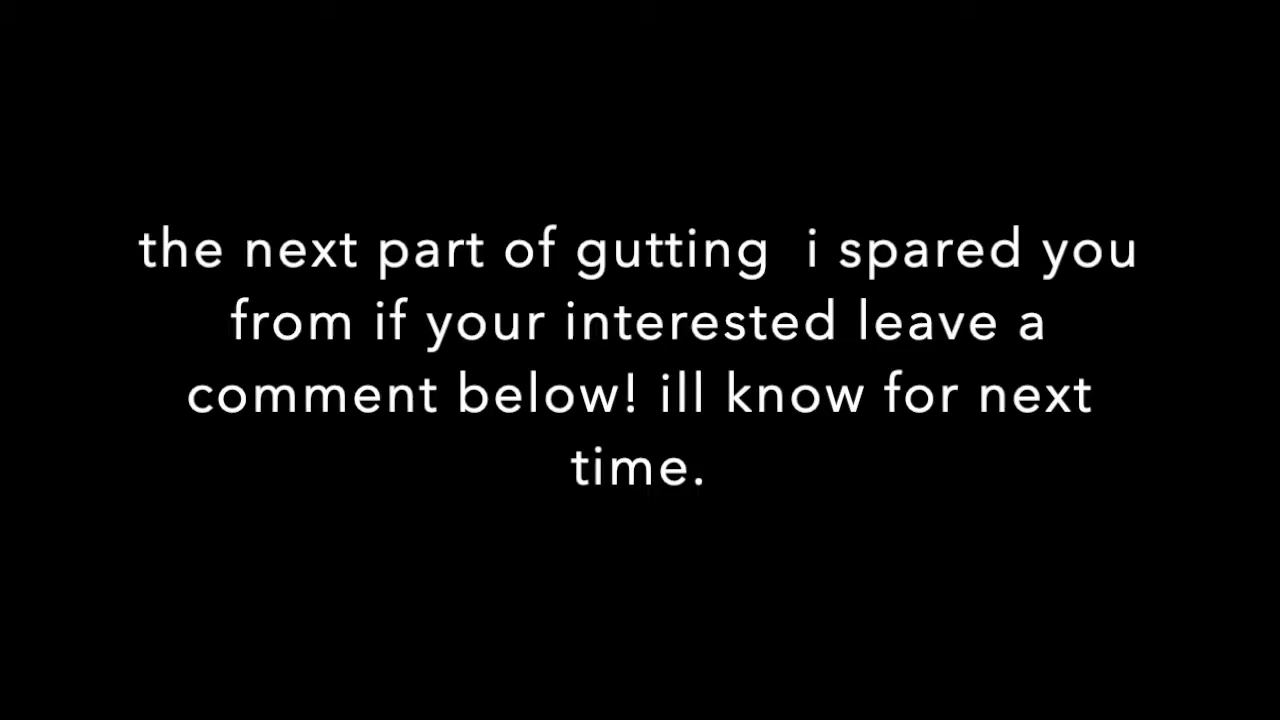 the next part of gutting  i spared you
from if your interested leave a
comment below! ill know for next
time.